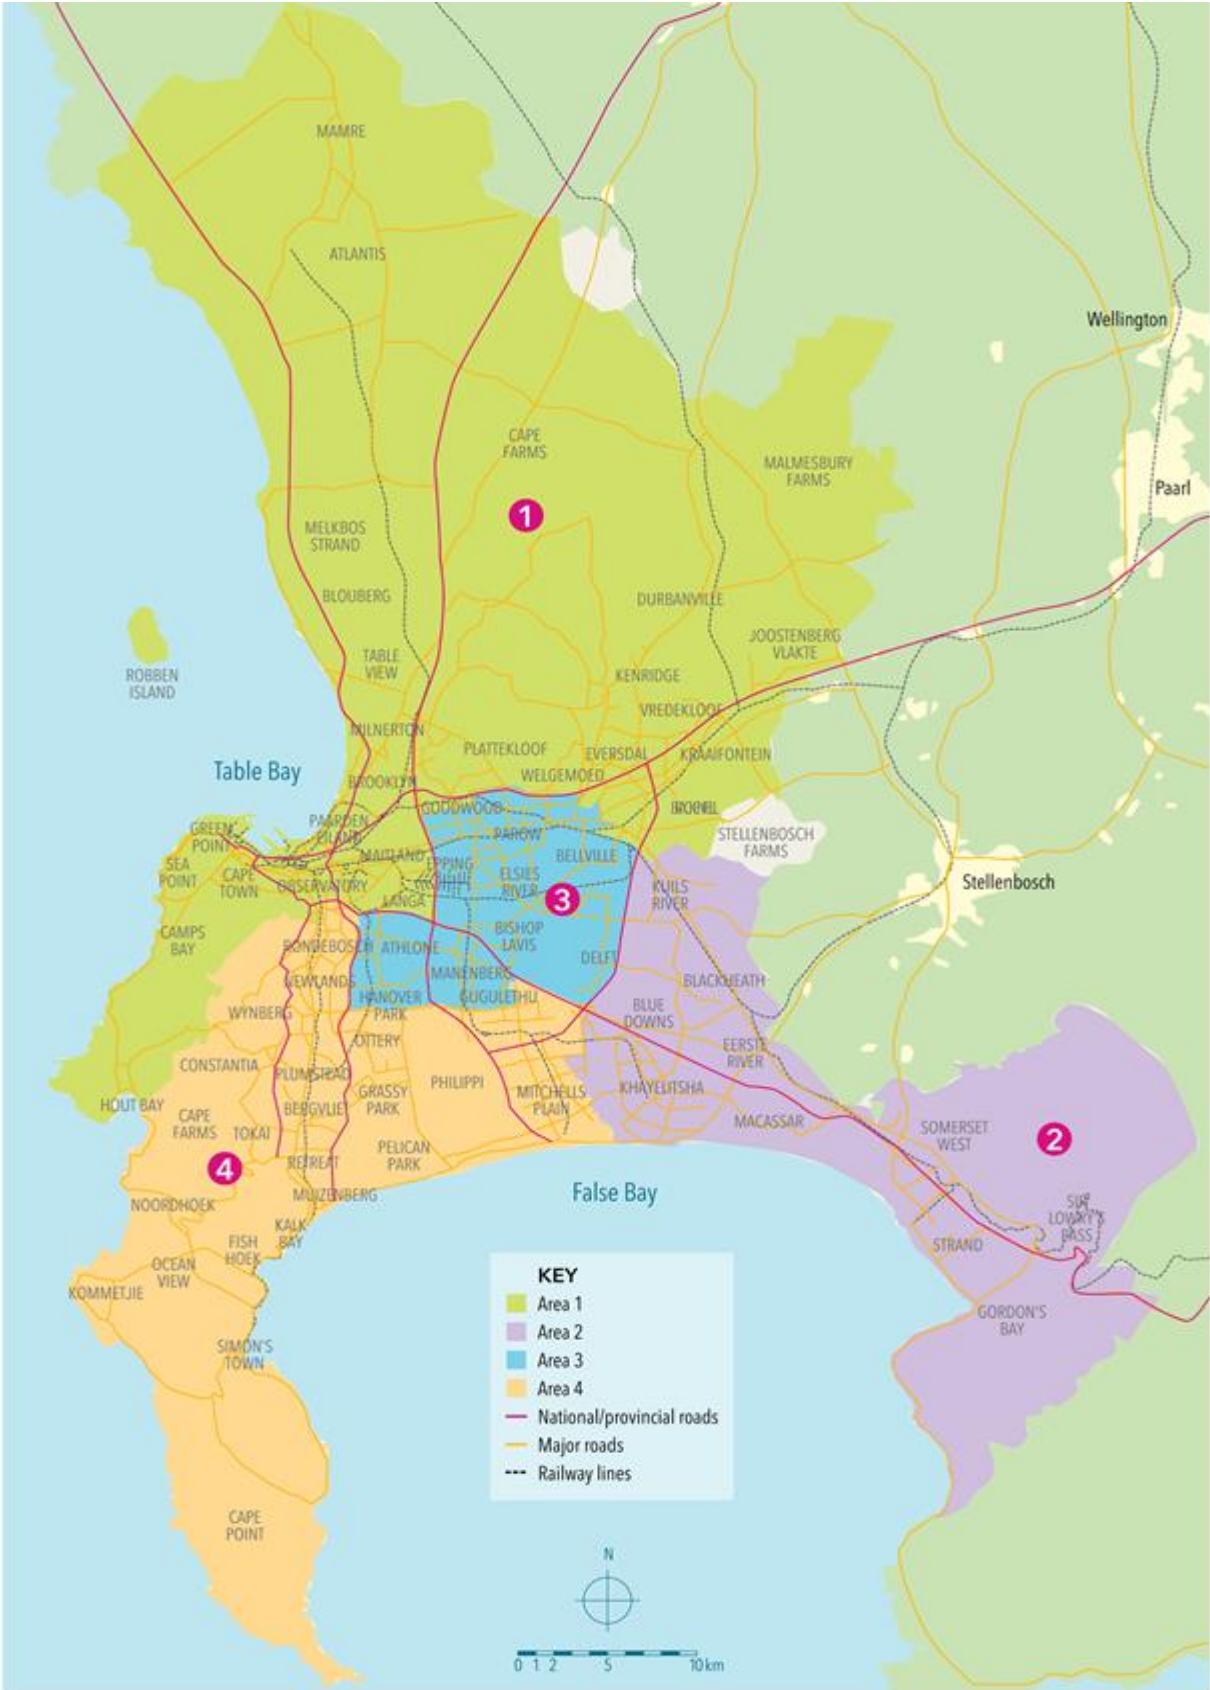 MAMRE
ATLANTIS
Wellington
CAPE
FARMS
MALMESBURY
FARMS
Paarl
1
MELKBOS
STRAND
BLOUBERG
DURBANVILLE
JOOSTENBERG
VLAKTE
TABLE
VIEW
ROBBEN
ISLAND
KENRIDGE
VREDEKLOOF
MILNERTON
PLATTEKLOOF
EVERSDAL
KRAAIFONTEIN
Table Bay
WELGEMOED
BROOKLYN
GOODWOOD
PAARDEN
EILAND
GREEN
POINT
PAROW
STELLENBOSCH
FARMS
MAITLAND
EPPING
BELLVILLE
SEA
POINT
CAPE
TOWN
OBSERVATORY
ELSIES
RIVER
KUILS
RIVER
Stellenbosch
LANGA
3
CAMPS
BAY
RONDEBOSCH
ATHLONE
BISHOP
LAVIS
DELFT
NEWLANDS
MANENBERG
BLACKHEATH
HANOVER
PARK
GUGULETHU
WYNBERG
BLUE
DOWNS
OTTERY
EERSTE
RIVER
CONSTANTIA
PLUMSTEAD
PHILIPPI
MITCHELLS
PLAIN
KHAYELITSHA
HOUT BAY
BERGVLIET
GRASSY
PARK
CAPE
FARMS
TOKAI
MACASSAR
SOMERSET
WEST
2
PELICAN
PARK
4
RETREAT
MUIZENBERG
False Bay
NOORDHOEK
KALK
BAY
SIR
LOWRY'S
PASS
FISH
HOEK
STRAND
OCEAN
VIEW
KOMMETJIE
GORDON'S
BAY
SIMON'S
TOWN
KEY
Area 1
Area 2
Area 3
Area 4
National/provincial roads
Major roads
Railway lines
CAPE
POINT
N
0 1 2 5 10 km